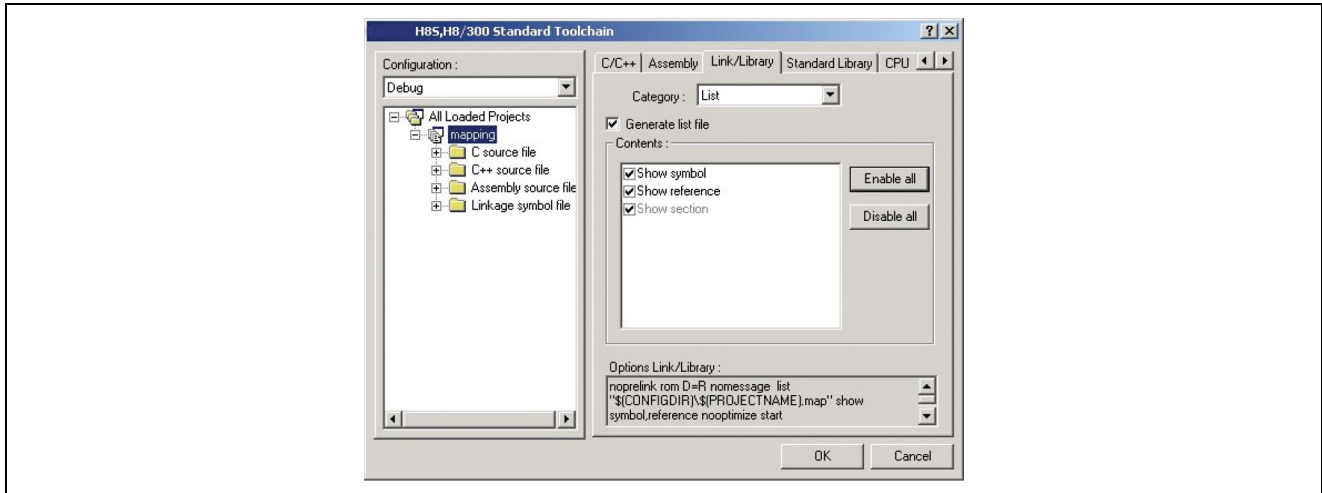 H8S,H8/300 Standard Toolchain
Configuration :
Debug
All Loaded Projects
mapping
C source file
C++ source file
Assembly source file
Linkage symbol file
C/C++ Assembly Link/Library Standard Library CPU
Category : List
Generate list file
Contents :
Show symbol
Show reference
Show section
Enable all
Disable all
Options Link/Library :
noprelink rom D=R nomessage list
"$(CONFIGDIR)\$(PROJECTNAME).map" show
symbol,reference nooptimize start
OK Cancel